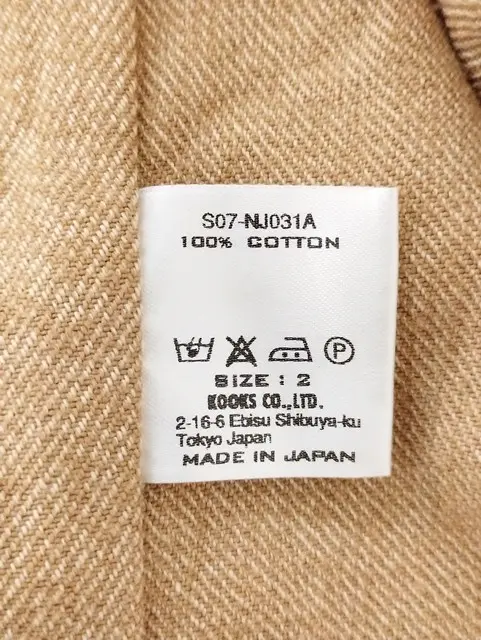 S07-NJ031A
100% COTTON
P
SIZE : 2
KOOKS CO.,LTD.
2-16-6 Ebisu Shibuya-ku
Tokyo Japan
MADE IN JAPAN